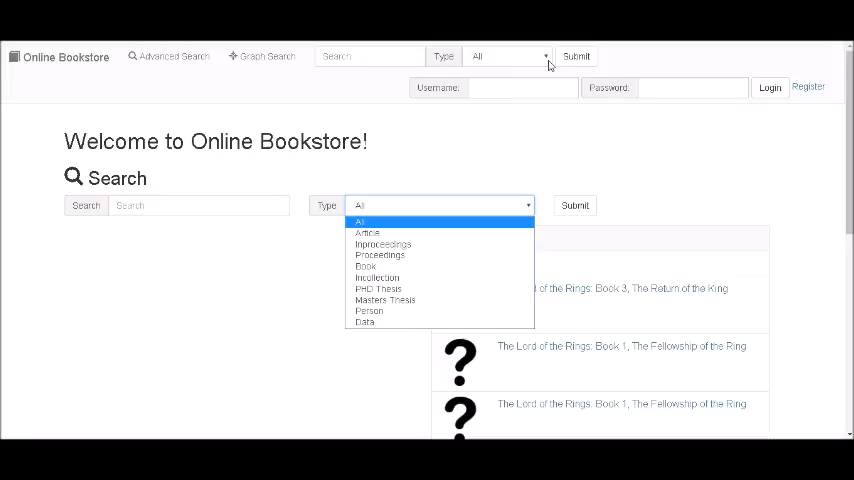 Online Bookstore Advanced Search Graph Search Search Type All Submit
Username: Password: Login Register
Welcome to Online Bookstore!
Search
Search Search Type All Submit
All
Article
Inproceedings
Proceedings
Book
Incollection
PHD Thesis
Masters Thesis
Person
Data
of the Rings: Book 3, The Return of the King
The Lord of the Rings: Book 1, The Fellowship of the Ring
The Lord of the Rings: Book 1, The Fellowship of the Ring